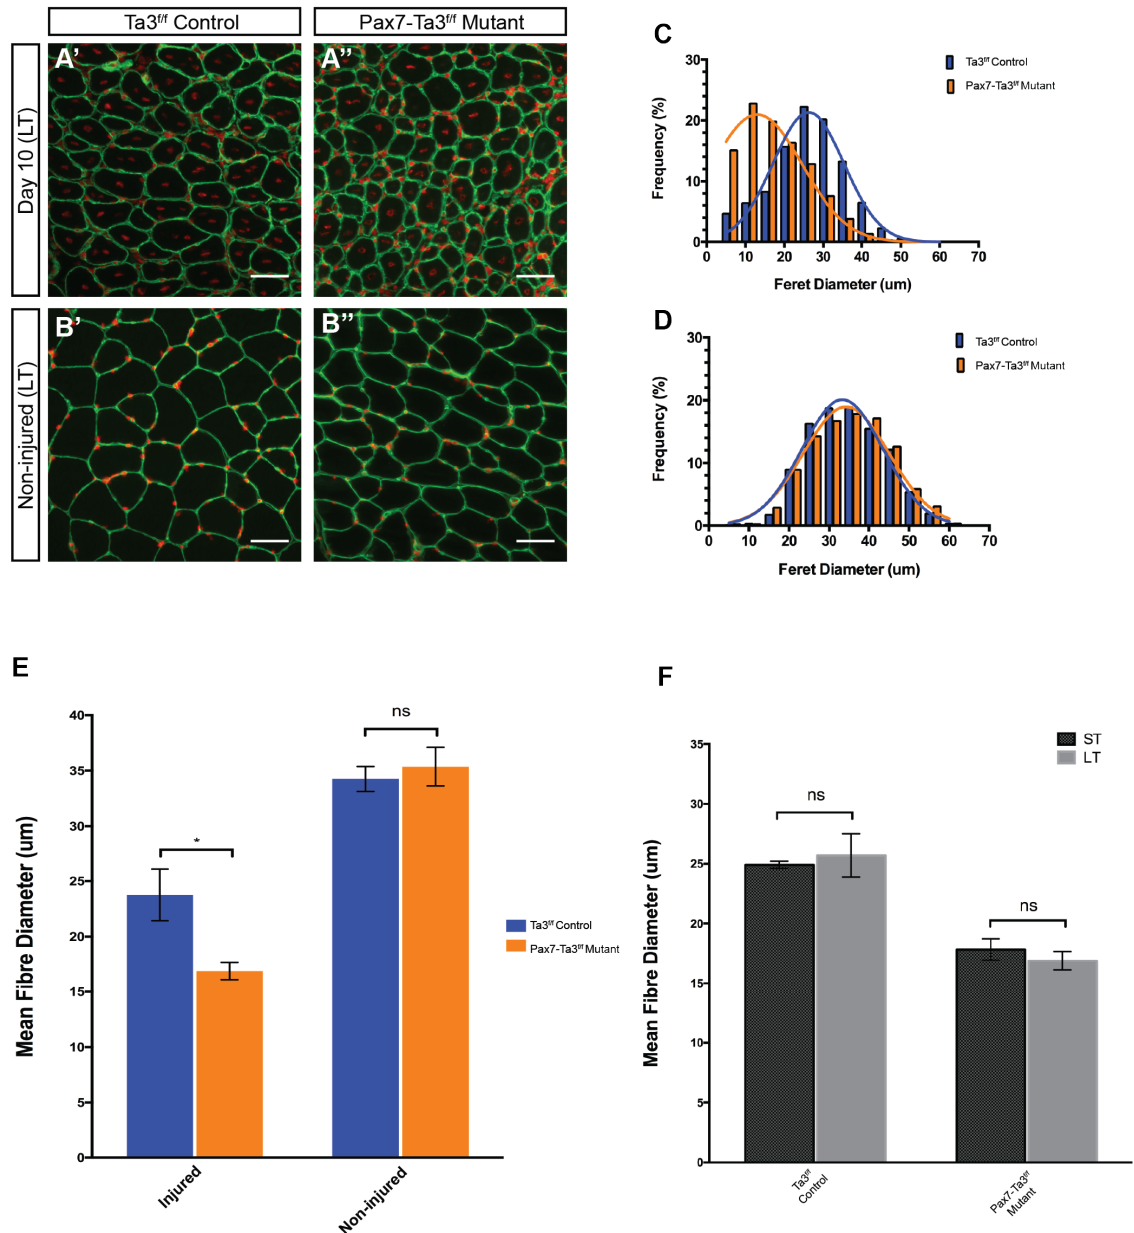 Ta3f/f Control
Pax7-Ta3f/f Mutant
Day 10 (LT)
A’
A”
Non-injured (LT)
B’
B”
C
Frequency (%)
30
20
10
0
0 10 20 30 40 50 60 70
Feret Diameter (um)
Ta3f/f Control
Pax7-Ta3f/f Mutant
D
Frequency (%)
30
20
10
0
0 10 20 30 40 50 60 70
Feret Diameter (um)
Ta3f/f Control
Pax7-Ta3f/f Mutant
E
Mean Fibre Diameter (um)
40
35
30
25
20
15
10
5
0
*
ns
Injured
Non-injured
Ta3f/f Control
Pax7-Ta3f/f Mutant
F
Mean Fibre Diameter (um)
35
30
25
20
15
10
5
0
ns
ns
ST
LT
Ta3f/f
Control
Pax7-Ta3f/f
Mutant